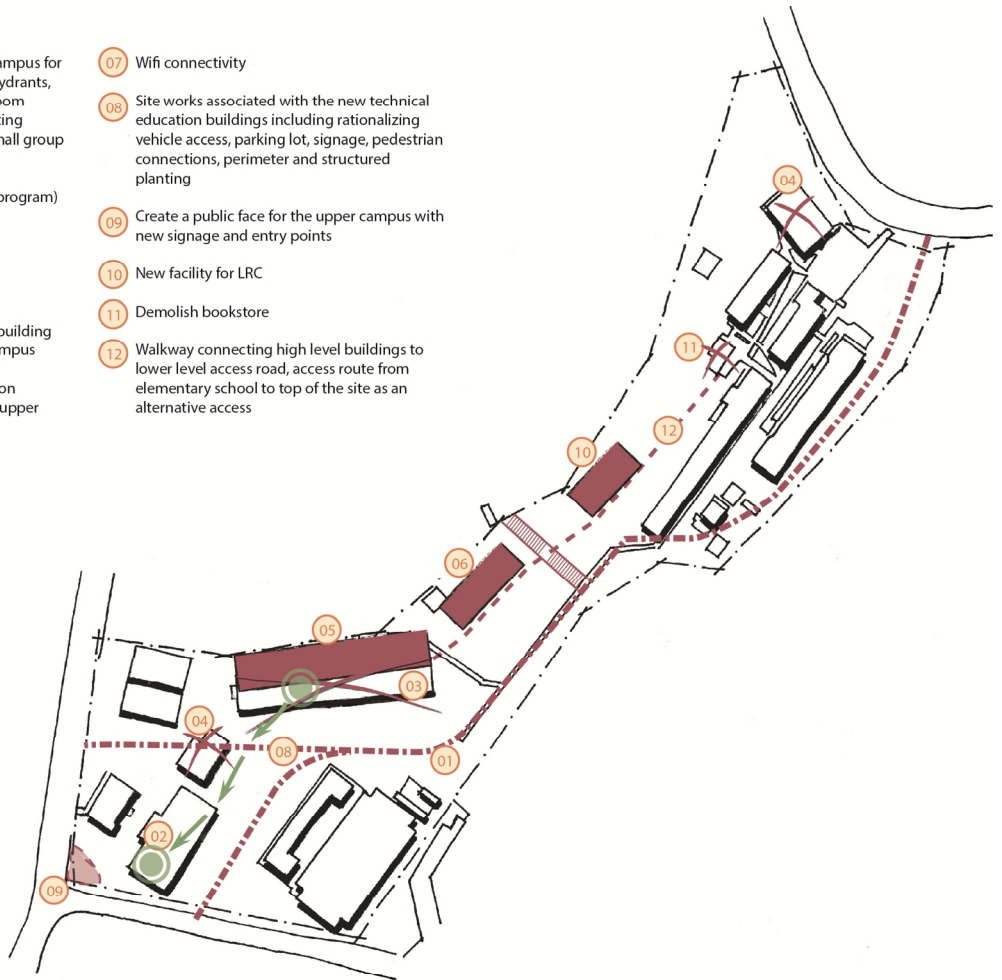 ampus for
ydrants,
oom
ting
nall group
program)
building
mpus
on
upper
07 Wifi connectivity
08 Site works associated with the new technical
education buildings including rationalizing
vehicle access, parking lot, signage, pedestrian
connections, perimeter and structured
planting
09 Create a public face for the upper campus with
new signage and entry points
10 New facility for LRC
11 Demolish bookstore
12 Walkway connecting high level buildings to
lower level access road, access route from
elementary school to top of the site as an
alternative access
04
11
12
10
06
05
03
04
08
01
02
09